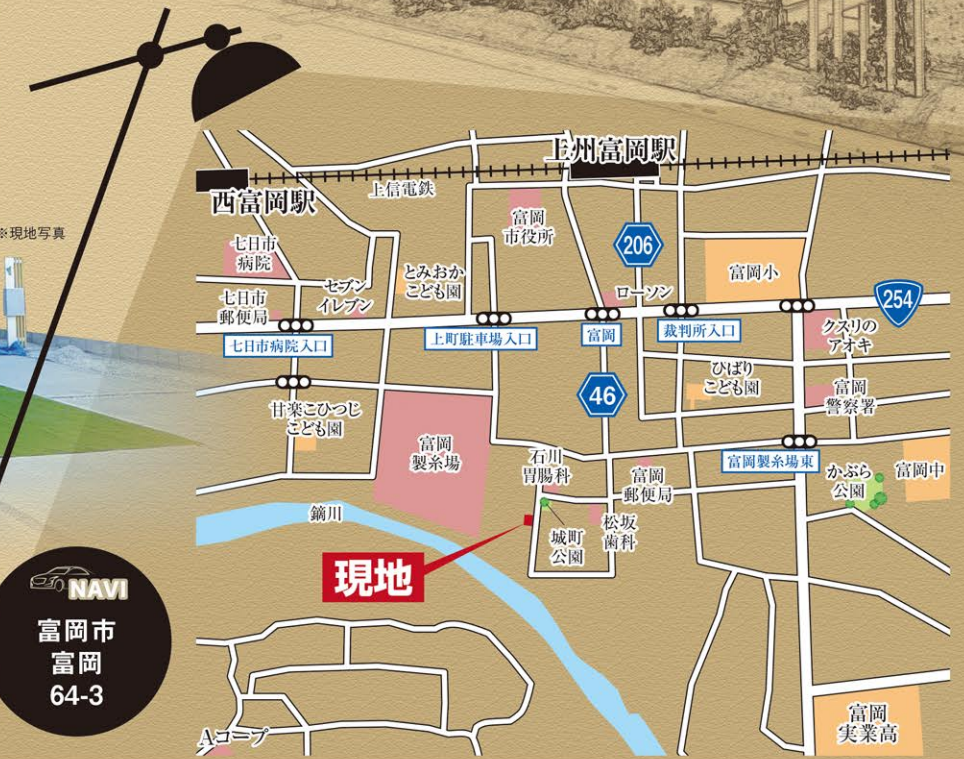 上州富岡駅
上信電鉄
西富岡駅
※現地写真
七日市
病院
富岡
市役所
206
富岡小
254
セブン
イレブン
とみおか
こども園
ローソン
七日市
郵便局
七日市病院入口
上町駐車場入口
富岡
裁判所入口
クスリの
アオキ
46
ひばり
こども園
富岡
警察署
甘楽こひつじ
こども園
富岡
製糸場
石川
胃腸科
富岡
郵便局
富岡製糸場東
かぶら
公園
富岡中
鏑川
城町
公園
松坂
歯科
現地
NAVI
富岡市
富岡
64-3
Aコープ
富岡
実業高